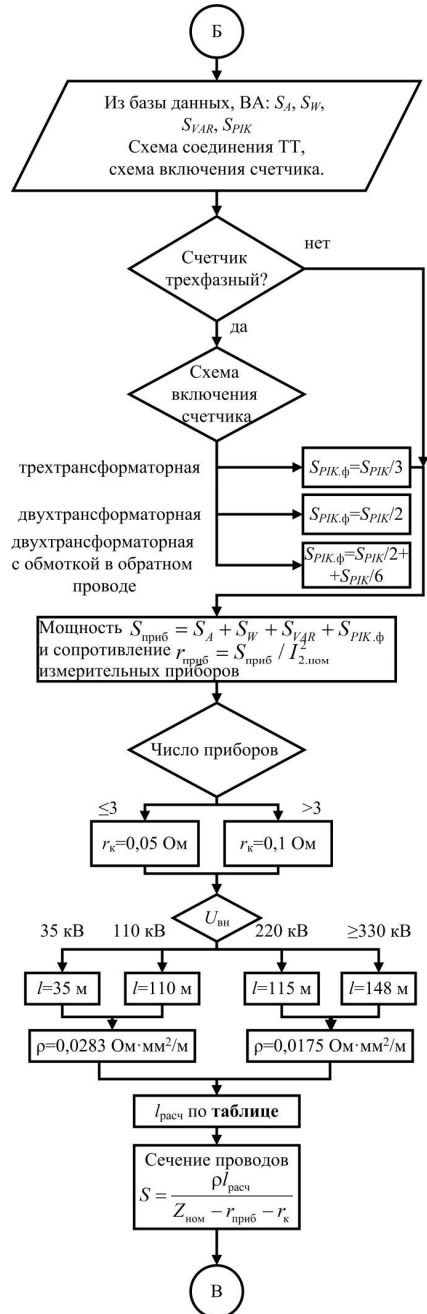 Б
Из базы данных, ВА: S_A, S_W,
S_VAR, S_PIK
Схема соединения ТТ,
схема включения счетчика.
нет
Счетчик
трехфазный?
да
Схема
включения
счетчика
трехтрансформаторная
S_PIK.ф=S_PIK/3
двухтрансформаторная
S_PIK.ф=S_PIK/2
двухтрансформаторная
с обмоткой в обратном
проводе
S_PIK.ф=S_PIK/2+
+S_PIK/6
Мощность S_приб = S_A + S_W + S_VAR + S_PIK.ф
и сопротивление r_приб = S_приб / I²_2.ном
измерительных приборов
Число приборов
≤3 >3
r_к=0,05 Ом r_к=0,1 Ом
U_вн
35 кВ 110 кВ 220 кВ ≥330 кВ
l=35 м l=110 м l=115 м l=148 м
ρ=0,0283 Ом·мм²/м ρ=0,0175 Ом·мм²/м
l_расч по таблице
Сечение проводов
S = ρl_расч / (Z_ном − r_приб − r_к)
В